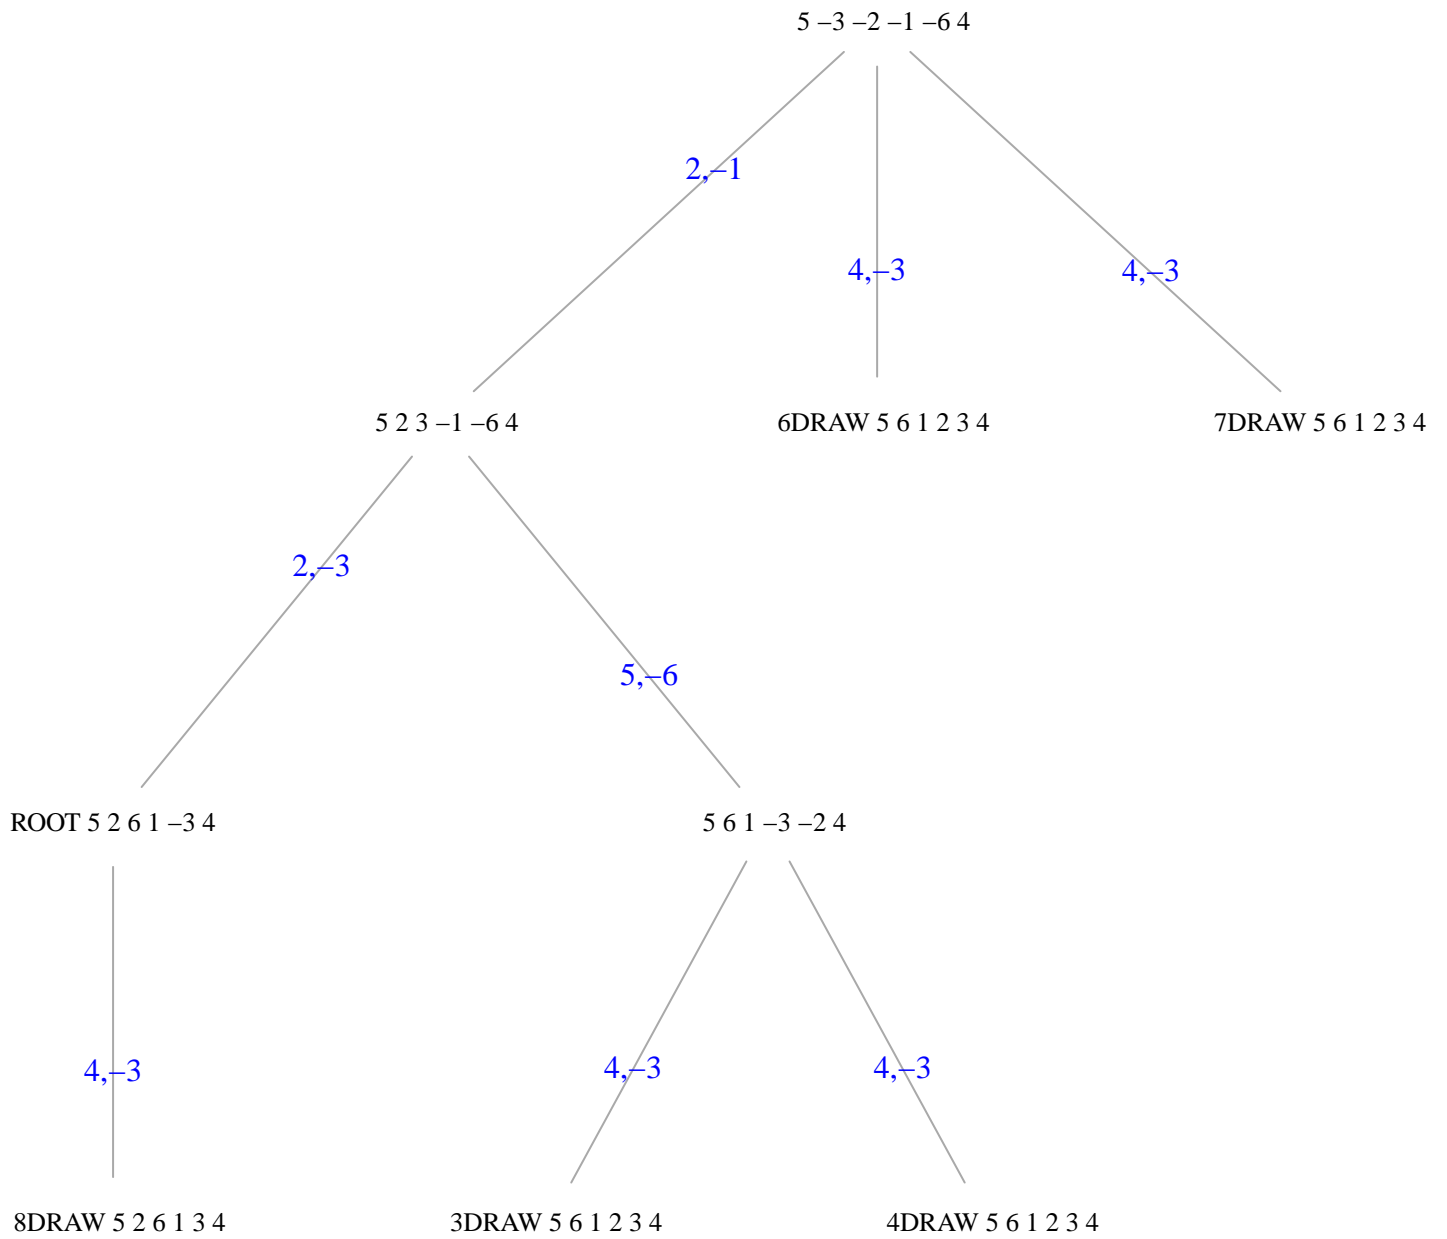 5 –3 –2 –1 –6 4
2,–1
4,–3
4,–3
5 2 3 –1 –6 4
6DRAW 5 6 1 2 3 4
7DRAW 5 6 1 2 3 4
2,–3
5,–6
ROOT 5 2 6 1 –3 4
5 6 1 –3 –2 4
4,–3
4,–3
4,–3
8DRAW 5 2 6 1 3 4
3DRAW 5 6 1 2 3 4
4DRAW 5 6 1 2 3 4